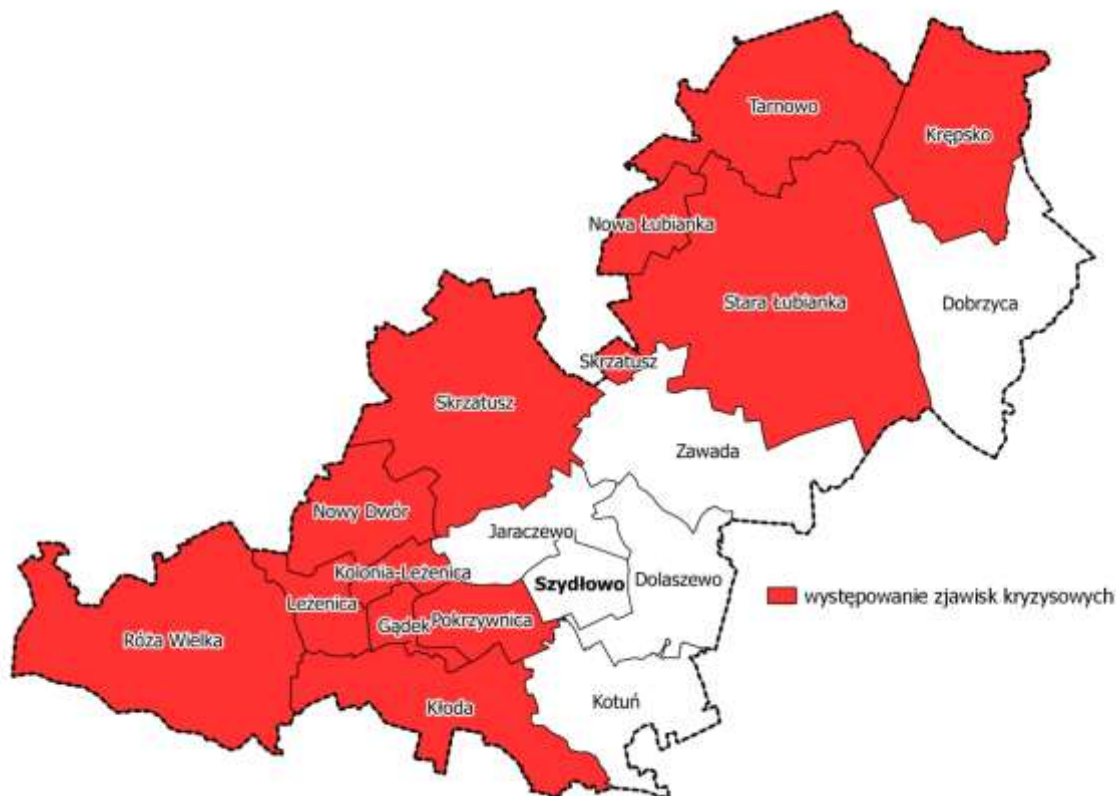 Tarnowo
Krępsko
Nowa Łubianka
Stara Łubianka
Dobrzyca
Skrzatusz
Skrzatusz
Zawada
Nowy Dwór
Jaraczewo
Kolonia-Leżenica
Szydłowo
Dolaszewo
Leżenica
występowanie zjawisk kryzysowych
Gądek
Pokrzywnica
Róża Wielka
Kotuń
Kłoda